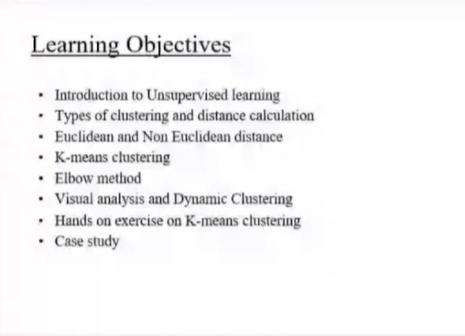 Learning Objectives
• Introduction to Unsupervised learning
• Types of clustering and distance calculation
• Euclidean and Non Euclidean distance
• K-means clustering
• Elbow method
• Visual analysis and Dynamic Clustering
• Hands on exercise on K-means clustering
• Case study